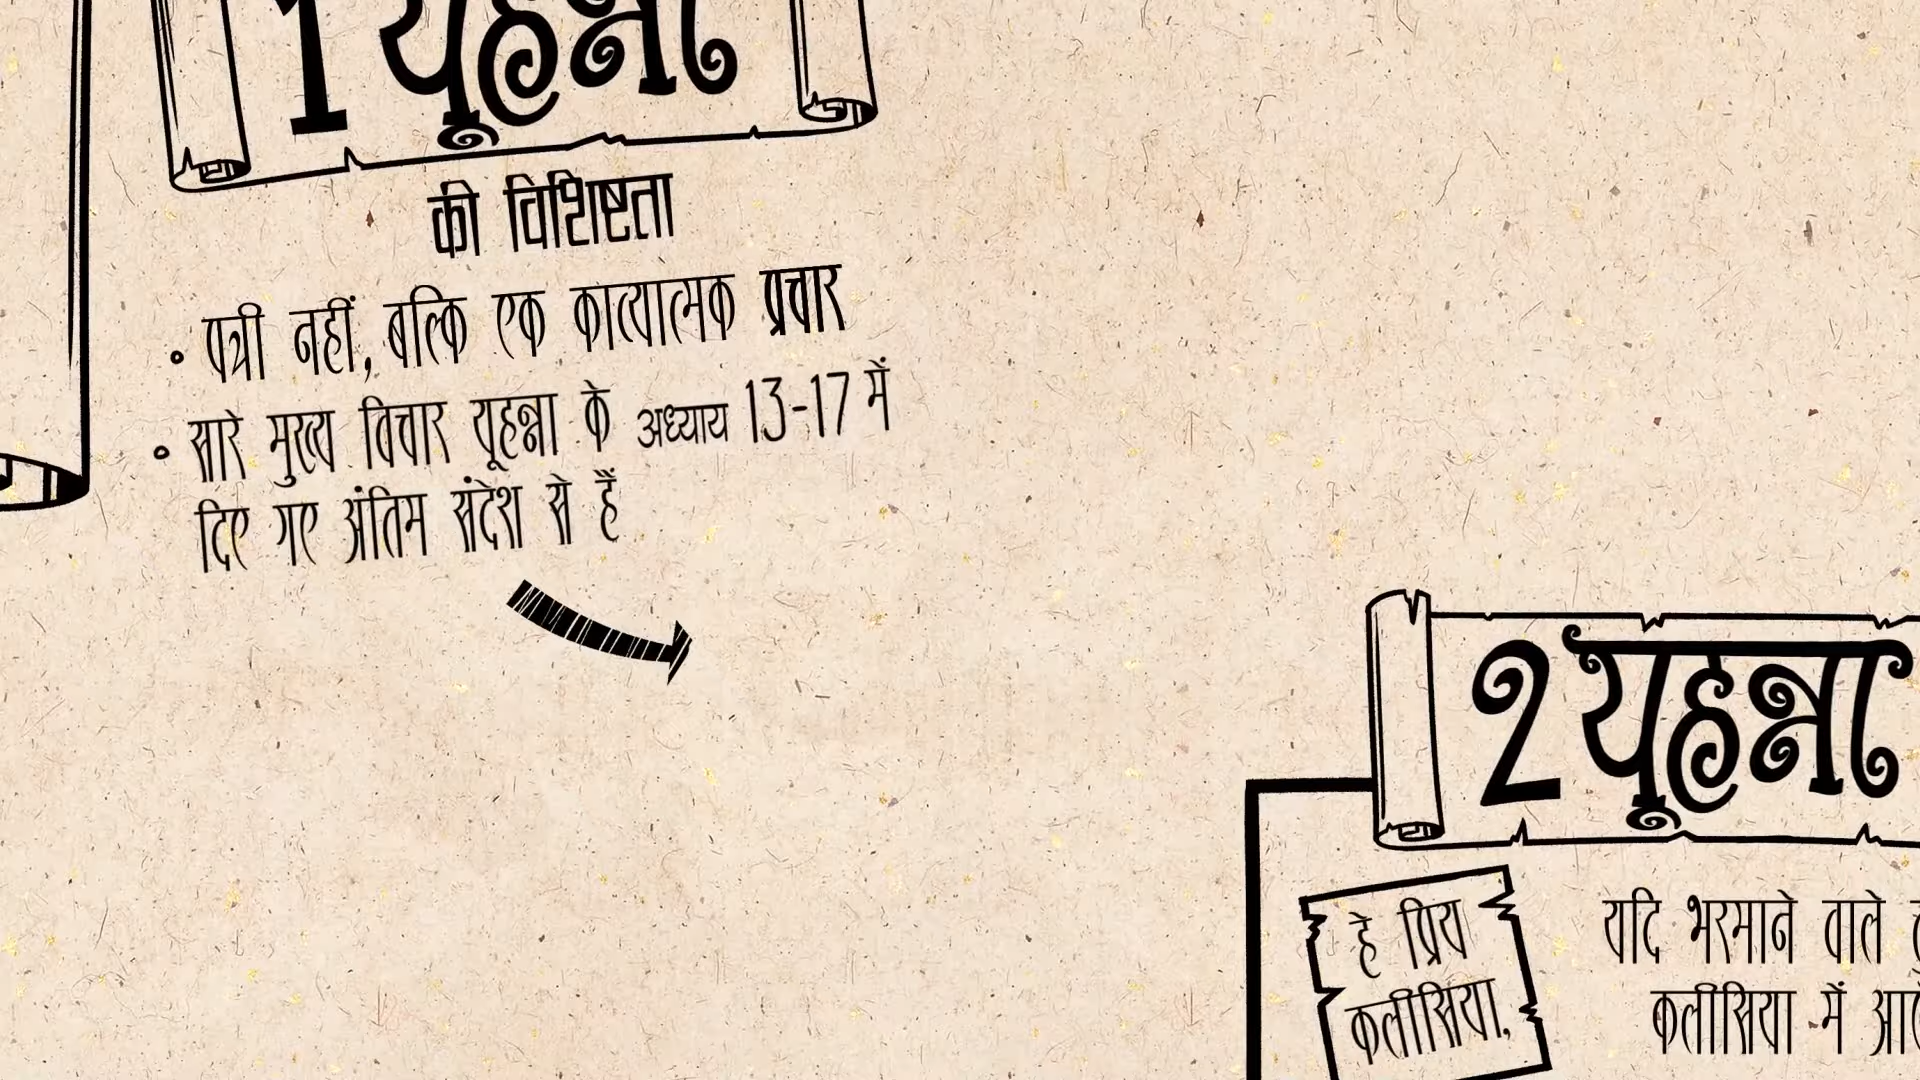 1 यूहन्ना
की विशिष्टता
• पत्री नहीं, बल्कि एक काव्यात्मक प्रचार
• सारे मुख्य विचार यूहन्ना के अध्याय 13-17 में
दिए गए अंतिम संदेश से हैं
2 यूहन्ना
हे प्रिय
कलीसिया,
यदि भरमाने वाले
कलीसिया में